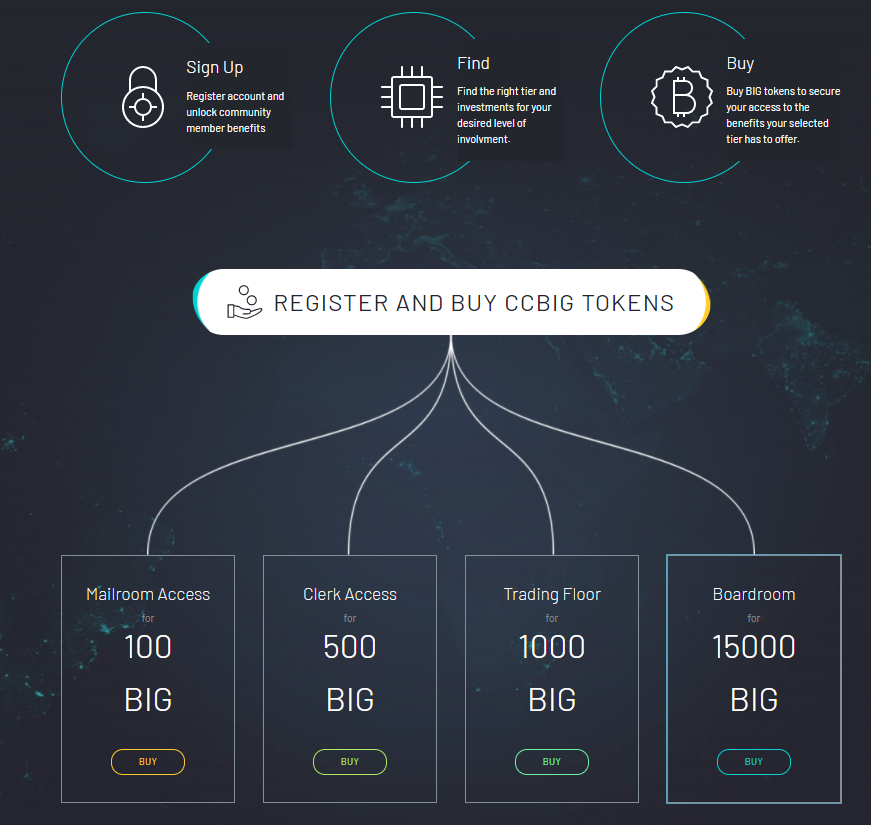 Sign Up
Register account and
unlock community
member benefits
Find
Find the right tier and
investments for your
desired level of
involvment.
Buy
Buy BIG tokens to secure
your access to the
benefits your selected
tier has to offer.
REGISTER AND BUY CCBIG TOKENS
Mailroom Access
for
100
BIG
BUY
Clerk Access
for
500
BIG
BUY
Trading Floor
for
1000
BIG
BUY
Boardroom
for
15000
BIG
BUY